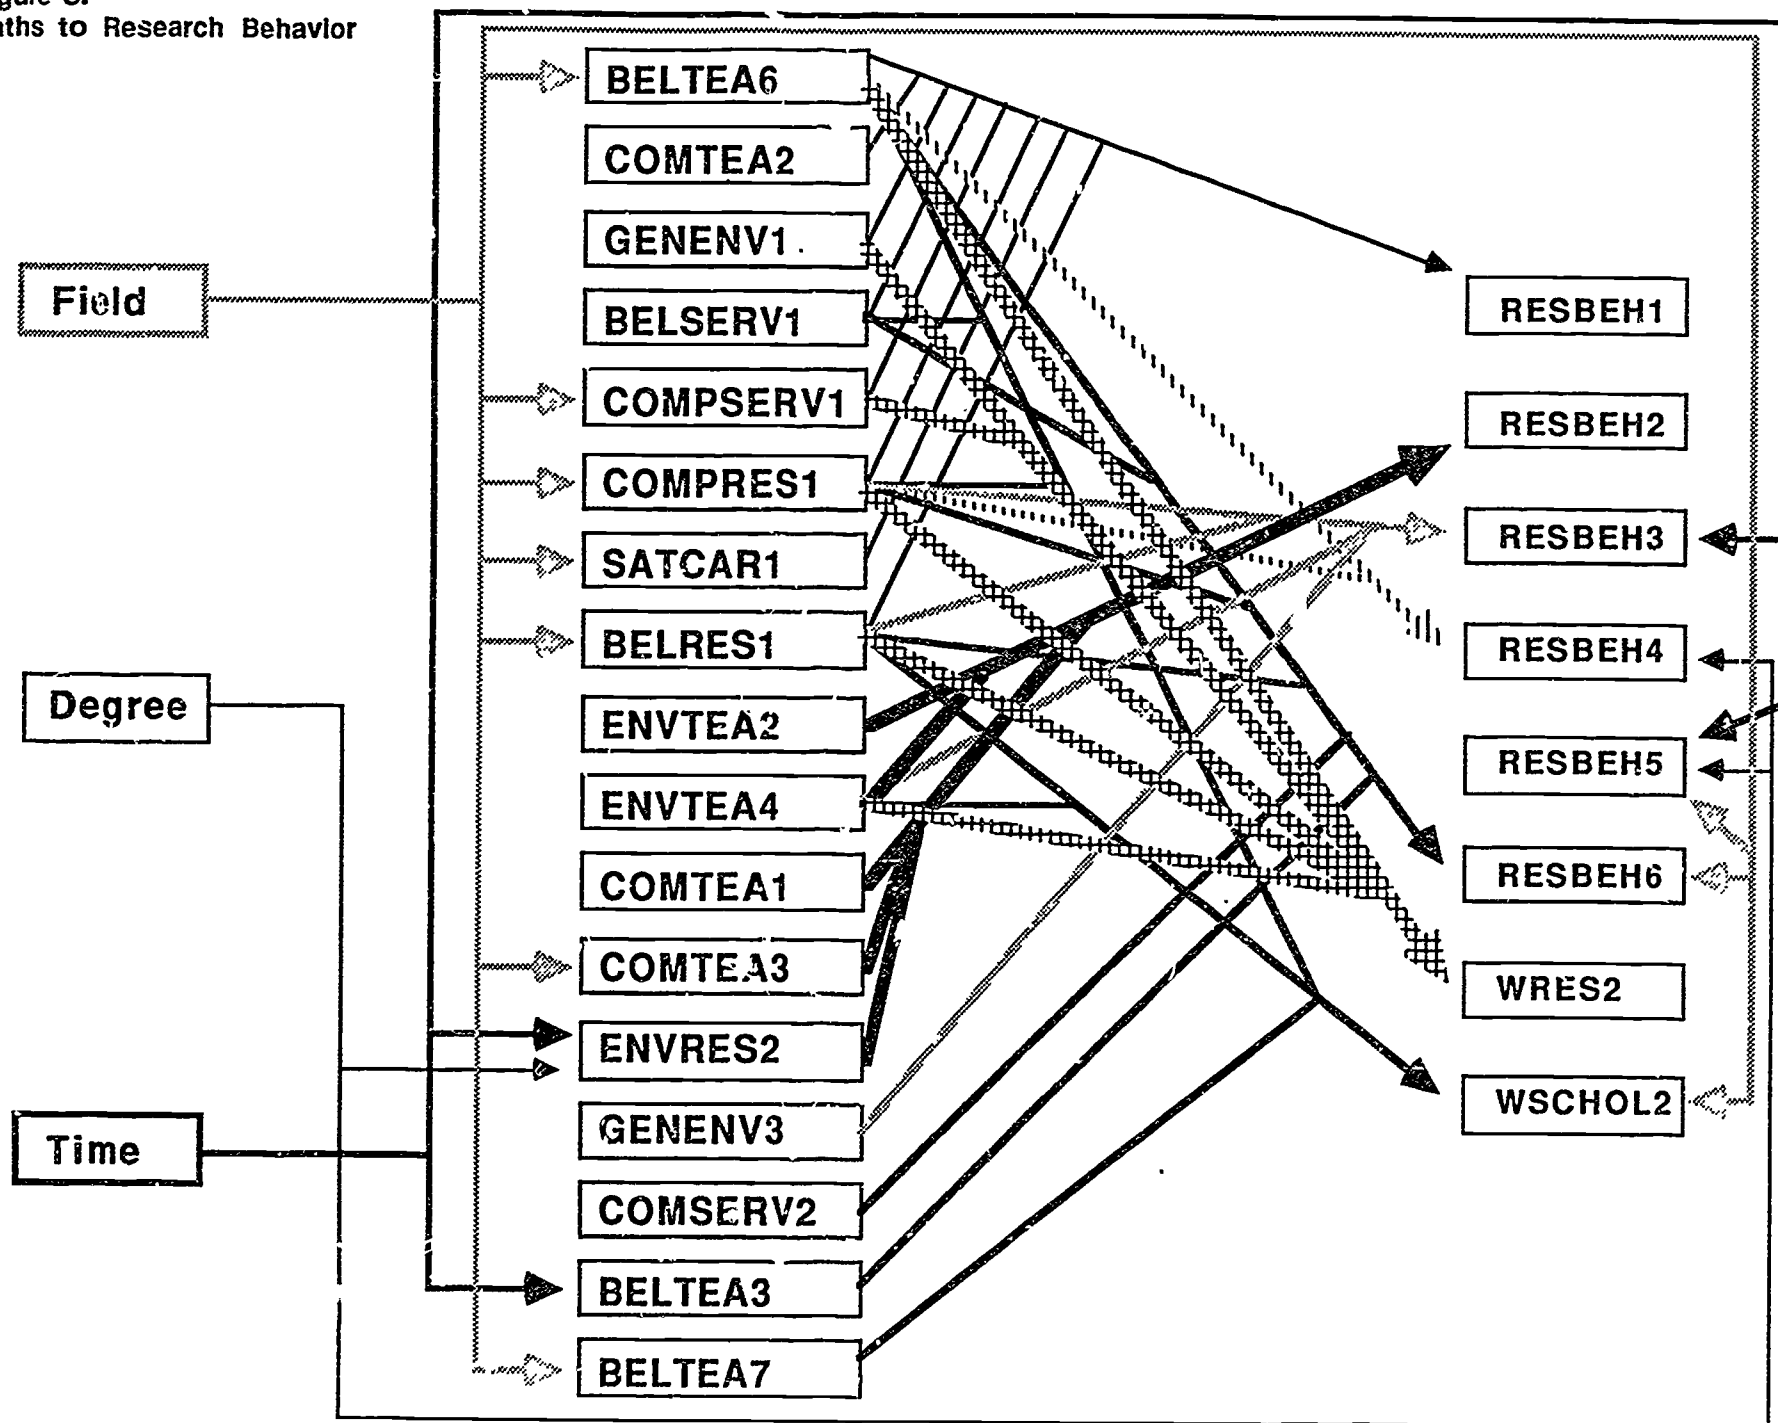 to Research Behavior
BELTEA6
COMTEA2
GENENV1
BELSERV1
COMPSERV1
COMPRES1
SATCAR1
BELRES1
ENVTEA2
ENVTEA4
COMTEA1
COMTEA3
ENVRES2
GENENV3
COMSERV2
BELTEA3
BELTEA7
Field
Degree
Time
RESBEH1
RESBEH2
RESBEH3
RESBEH4
RESBEH5
RESBEH6
WRES2
WSCHOL2